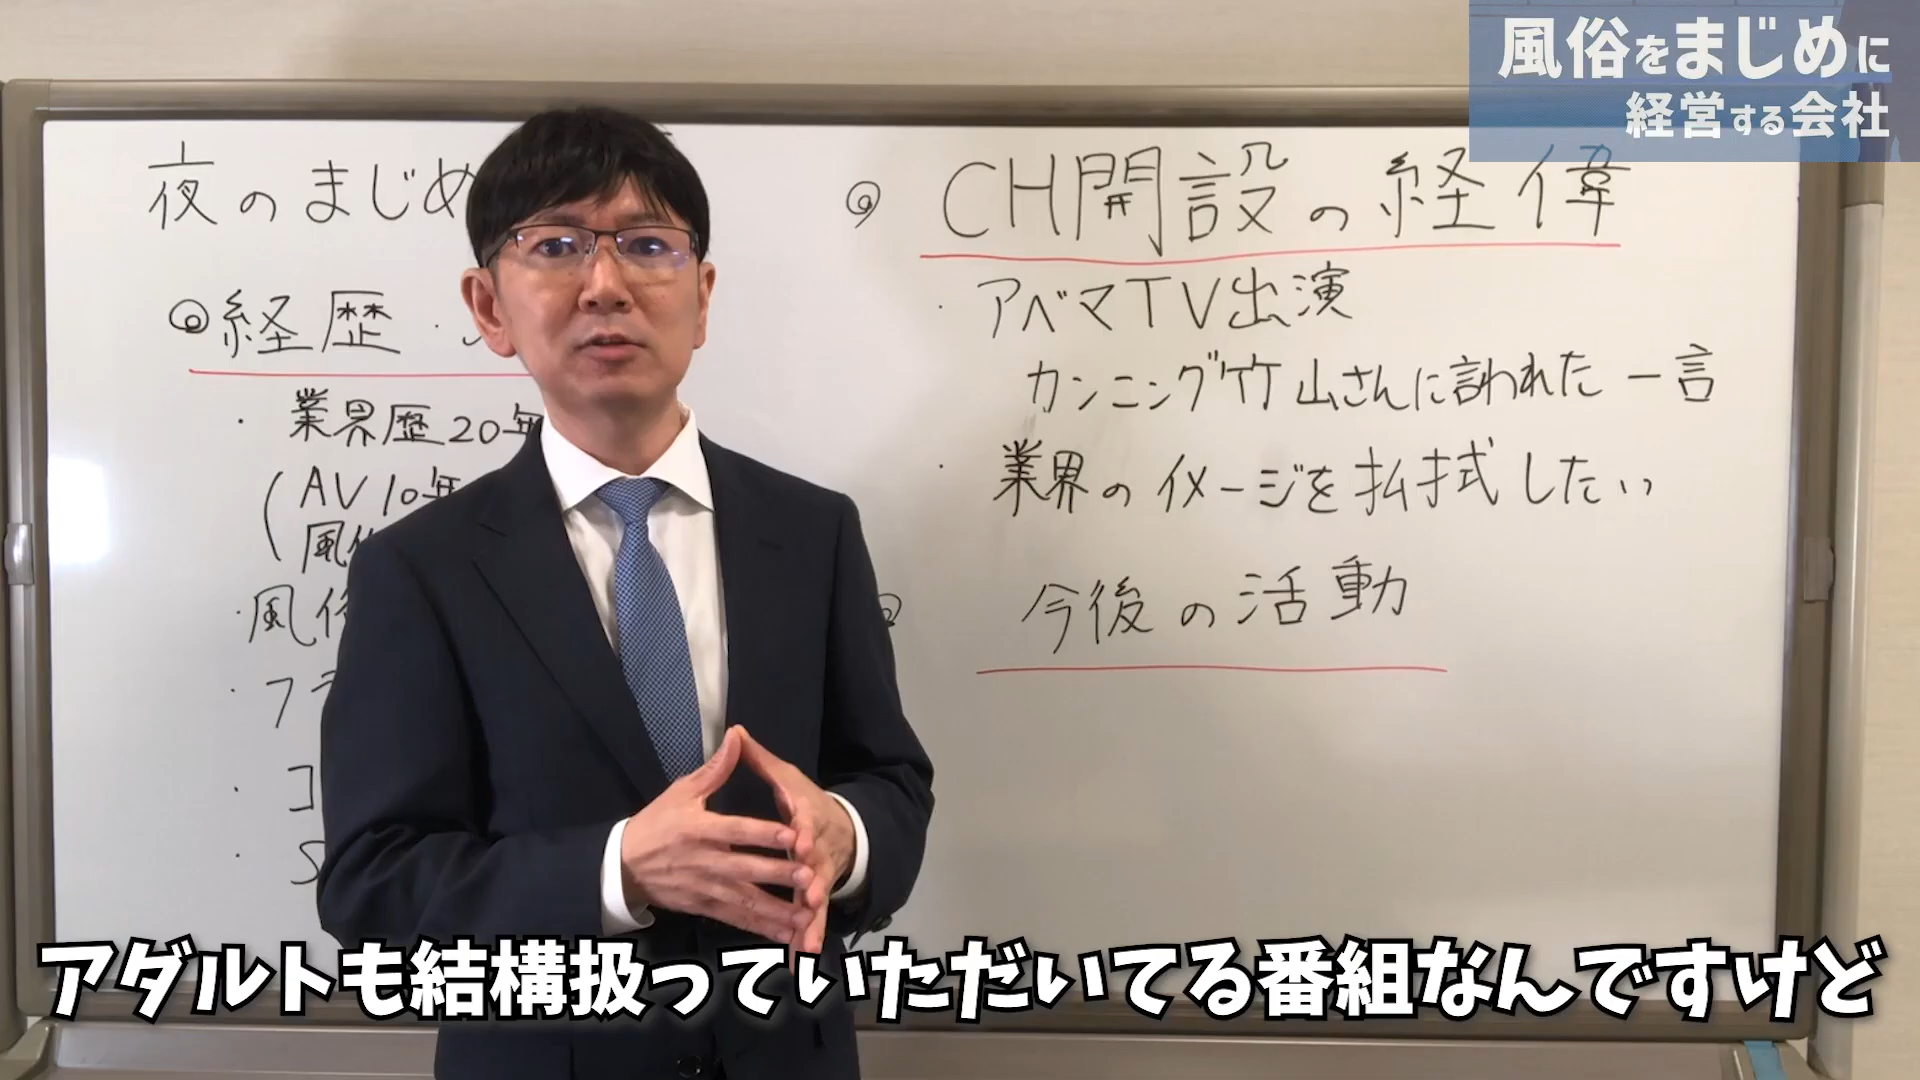 風俗をまじめに
経営する会社
夜のまじめ
◎経歴・
・業界歴20年
(AV10年
風俗
・風俗
・フ
・コ
・S
◎CH開設の経偉
・アベマTV出演
カンニング竹山さんに言われた一言
・業界のイメージを払拭したい
今後の活動
アダルトも結構扱っていただいてる番組なんですけど